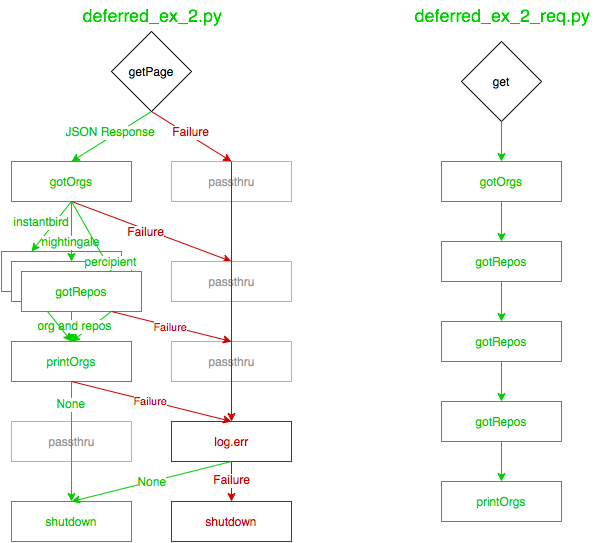 deferred_ex_2.py
deferred_ex_2_req.py
getPage
get
JSON Response
Failure
gotOrgs
passthru
gotOrgs
instantbird
Failure
nightingale
percipient
passthru
gotRepos
gotRepos
org and repos
Failure
gotRepos
printOrgs
passthru
None
Failure
gotRepos
passthru
log.err
None
Failure
printOrgs
shutdown
shutdown